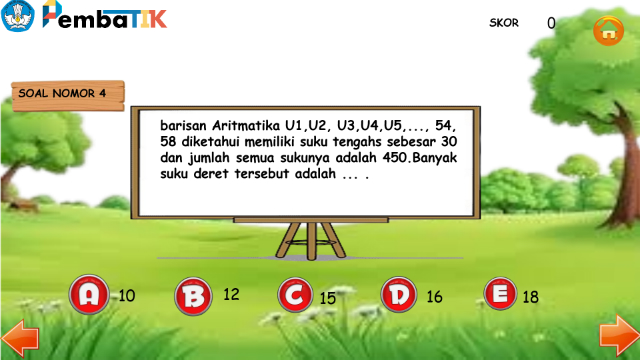 PembaTIK
SKOR 0
SOAL NOMOR 4
barisan Aritmatika U1,U2, U3,U4,U5,..., 54,
58 diketahui memiliki suku tengahs sebesar 30
dan jumlah semua sukunya adalah 450.Banyak
suku deret tersebut adalah ... .
A 10
B 12
C 15
D 16
E 18